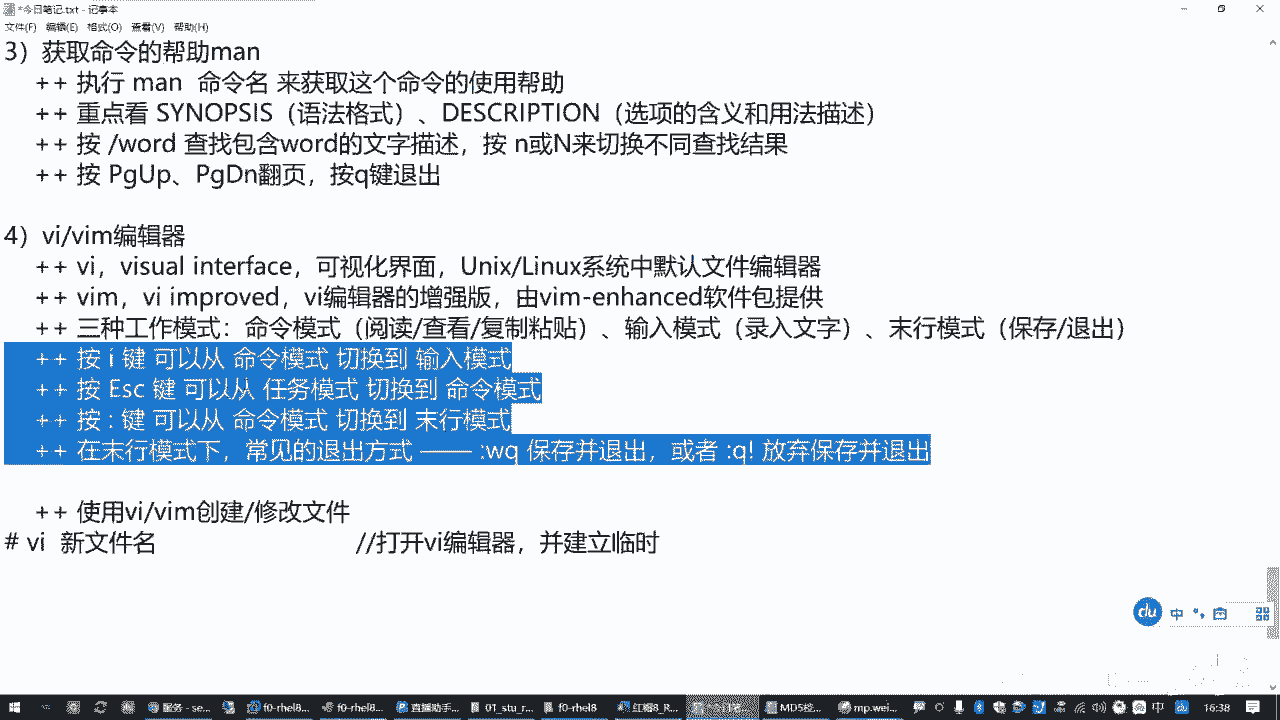 *今日笔记.txt - 记事本
文件(F) 编辑(E) 格式(O) 查看(V) 帮助(H)
3）获取命令的帮助man
++ 执行 man 命令名 来获取这个命令的使用帮助
++ 重点看 SYNOPSIS（语法格式）、DESCRIPTION（选项的含义和用法描述）
++ 按 /word 查找包含word的文字描述，按 n或N来切换不同查找结果
++ 按 PgUp、PgDn翻页，按q键退出
4）vi/vim编辑器
++ vi，visual interface，可视化界面，Unix/Linux系统中默认文件编辑器
++ vim，vi improved，vi编辑器的增强版，由vim-enhanced软件包提供
++ 三种工作模式：命令模式（阅读/查看/复制粘贴）、输入模式（录入文字）、末行模式（保存/退出）
++ 按 i 键 可以从 命令模式 切换到 输入模式
++ 按 Esc 键 可以从 任务模式 切换到 命令模式
++ 按 : 键 可以从 命令模式 切换到 末行模式
++ 在末行模式下，常见的退出方式 —— :wq 保存并退出，或者 :q! 放弃保存并退出
++ 使用vi/vim创建/修改文件
# vi 新文件名 //打开vi编辑器，并建立临时
du 中
服务 - se... f0-rhel8... f0-rhel8... 直播助手... 01_stu_r... f0-rhel8 红帽8_R... MD5校... mp.wei... 中 du 16:38